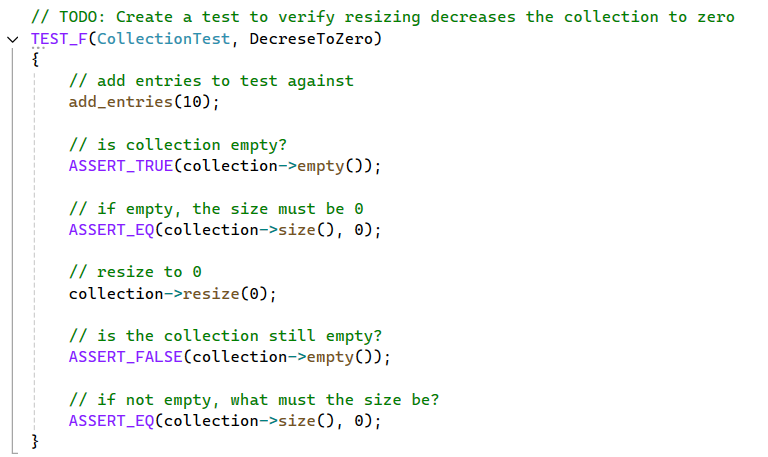 // TODO: Create a test to verify resizing decreases the collection to zero
TEST_F(CollectionTest, DecreseToZero)
{
// add entries to test against
add_entries(10);
// is collection empty?
ASSERT_TRUE(collection->empty());
// if empty, the size must be 0
ASSERT_EQ(collection->size(), 0);
// resize to 0
collection->resize(0);
// is the collection still empty?
ASSERT_FALSE(collection->empty());
// if not empty, what must the size be?
ASSERT_EQ(collection->size(), 0);
}